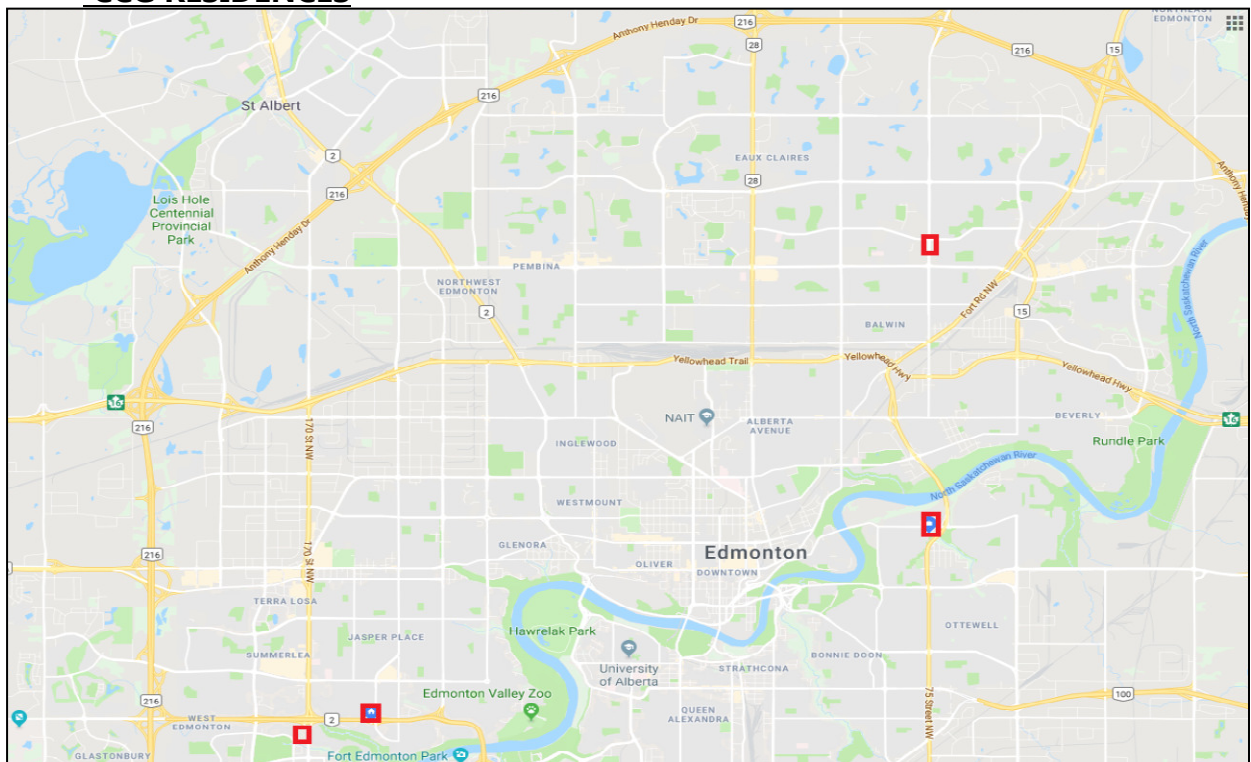 RESIDENCES
NORTHEAST
EDMONTON
Anthony Henday Dr
216
28
216
15
216
St Albert
2
EAUX CLAIRES
28
216
Lois Hole
Centennial
Provincial
Park
Anthony Henday Dr
Anthony Henday
PEMBINA
NORTHWEST
EDMONTON
2
Fort Rd NW
15
North Saskatchewan River
BALWIN
Yellowhead Trail
Yellowhead Hwy
Yellowhead Hwy
16
216
170 St NW
NAIT
ALBERTA
AVENUE
BEVERLY
16
INGLEWOOD
Rundle Park
North Saskatchewan River
WESTMOUNT
216
170 St NW
GLENORA
Edmonton
OLIVER
DOWNTOWN
TERRA LOSA
JASPER PLACE
Hawrelak Park
OTTEWELL
SUMMERLEA
University
of Alberta
STRATHCONA
BONNIE DOON
216
Edmonton Valley Zoo
75 Street NW
100
WEST
EDMONTON
2
QUEEN
ALEXANDRA
GLASTONBURY
Fort Edmonton Park